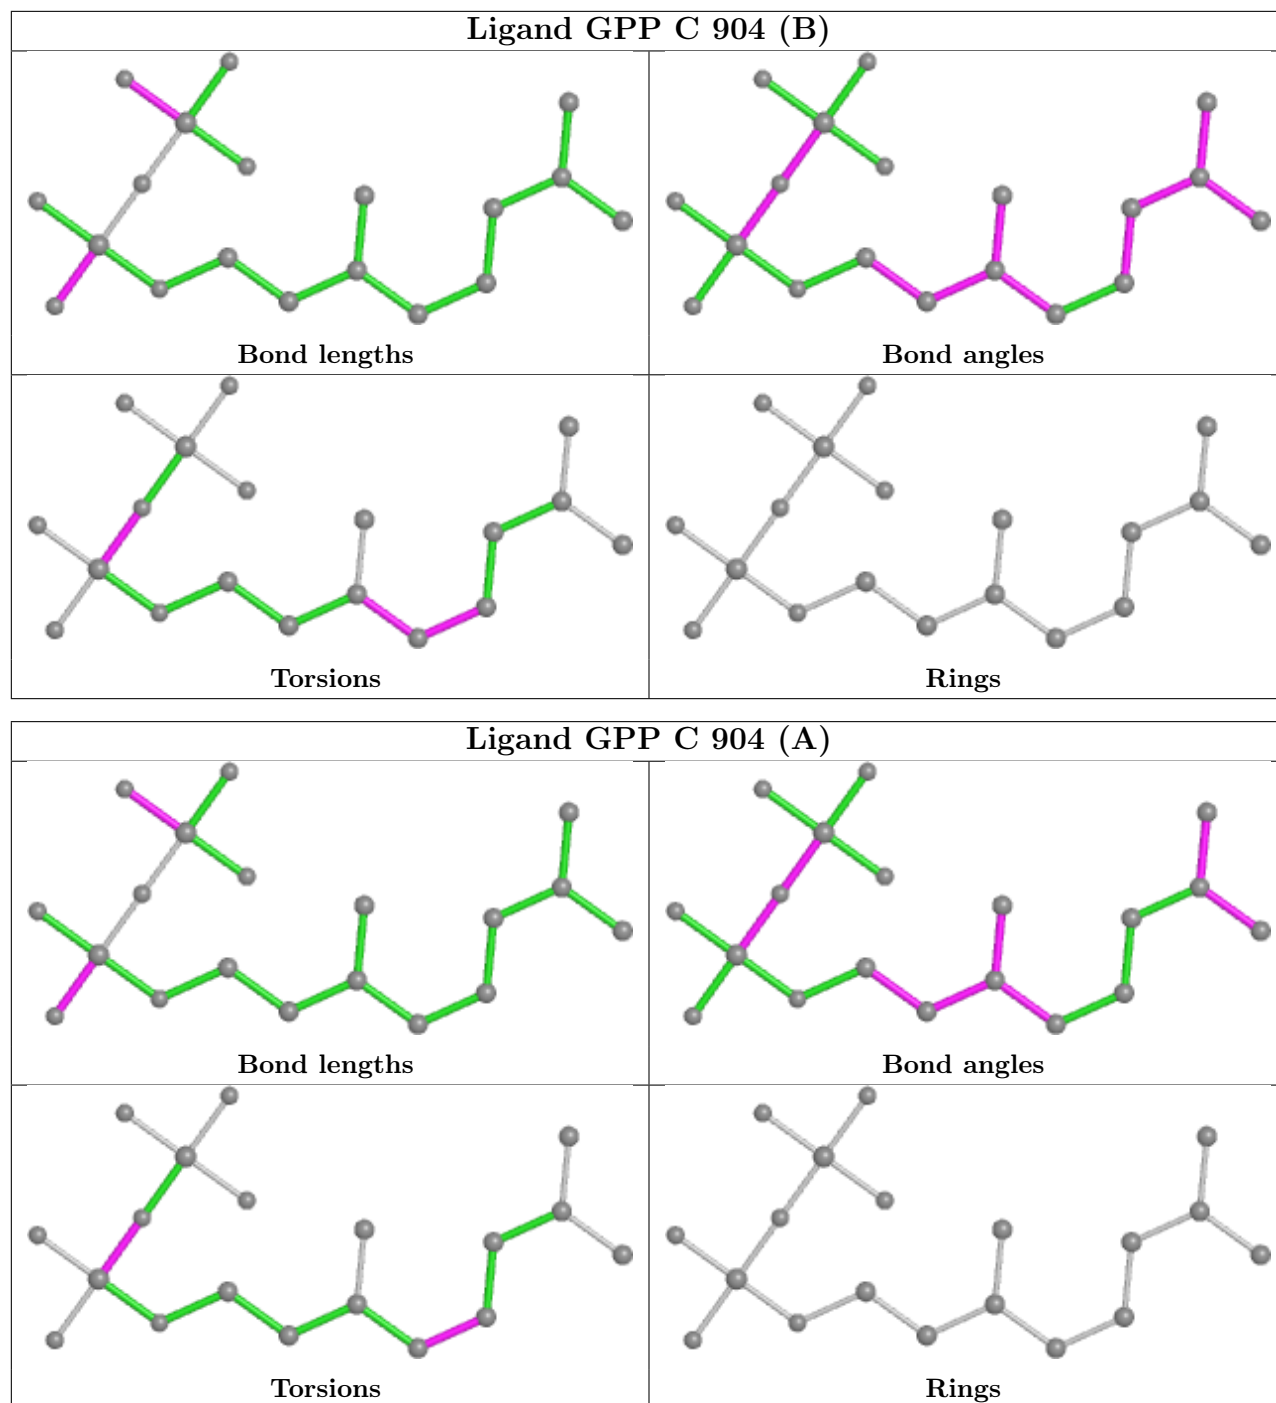 Ligand GPP C 904 (B)
Bond lengths
Bond angles
Torsions
Rings
Ligand GPP C 904 (A)
Bond lengths
Bond angles
Torsions
Rings